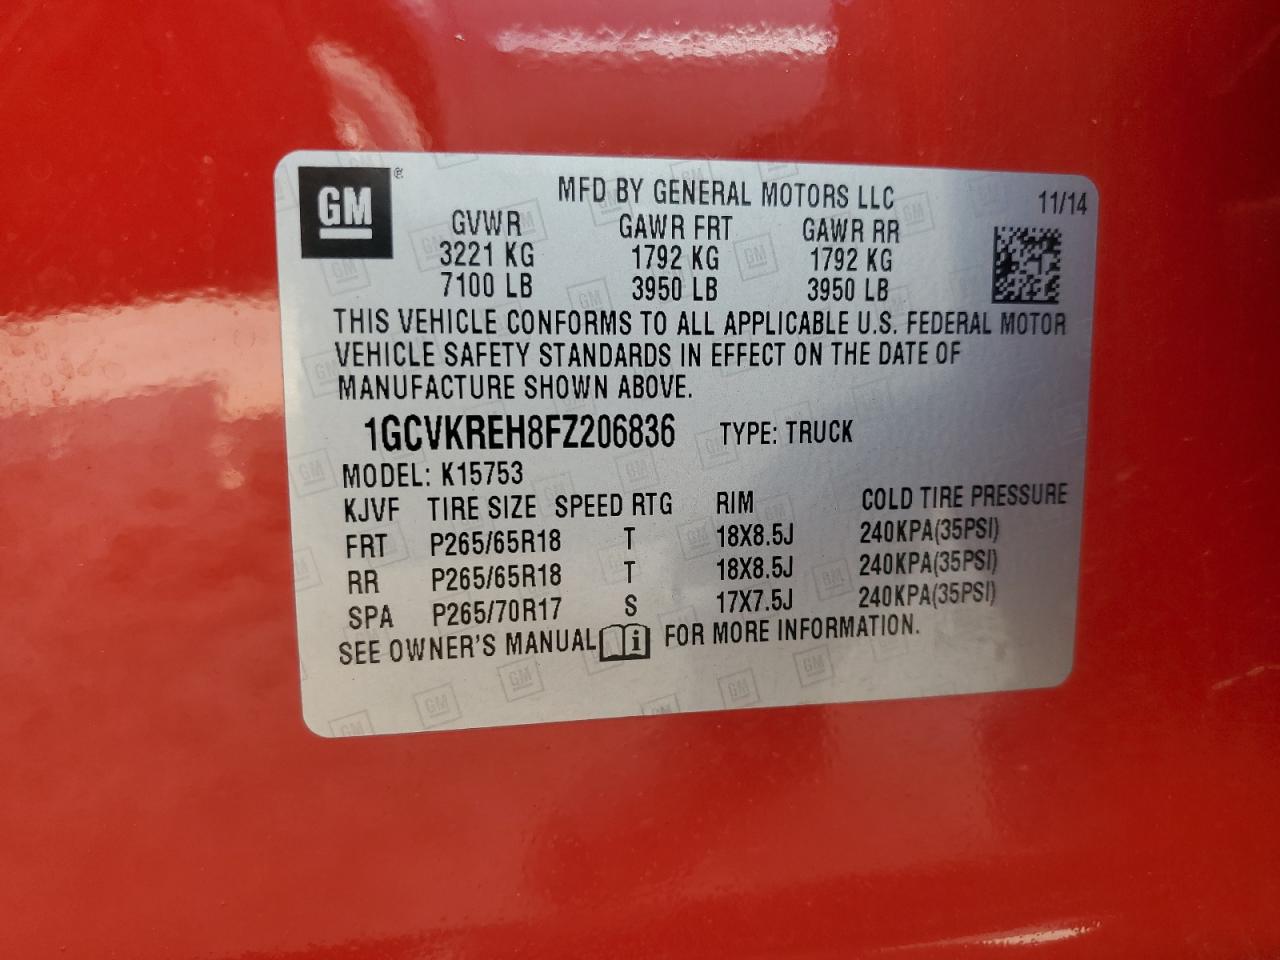 GM ®
MFD BY GENERAL MOTORS LLC 11/14
GVWR GAWR FRT GAWR RR
3221 KG 1792 KG 1792 KG
7100 LB 3950 LB 3950 LB
THIS VEHICLE CONFORMS TO ALL APPLICABLE U.S. FEDERAL MOTOR
VEHICLE SAFETY STANDARDS IN EFFECT ON THE DATE OF
MANUFACTURE SHOWN ABOVE.
1GCVKREH8FZ206836 TYPE: TRUCK
MODEL: K15753
KJVF TIRE SIZE SPEED RTG RIM COLD TIRE PRESSURE
FRT P265/65R18 T 18X8.5J 240KPA(35PSI)
RR P265/65R18 T 18X8.5J 240KPA(35PSI)
SPA P265/70R17 S 17X7.5J 240KPA(35PSI)
SEE OWNER'S MANUAL i FOR MORE INFORMATION.